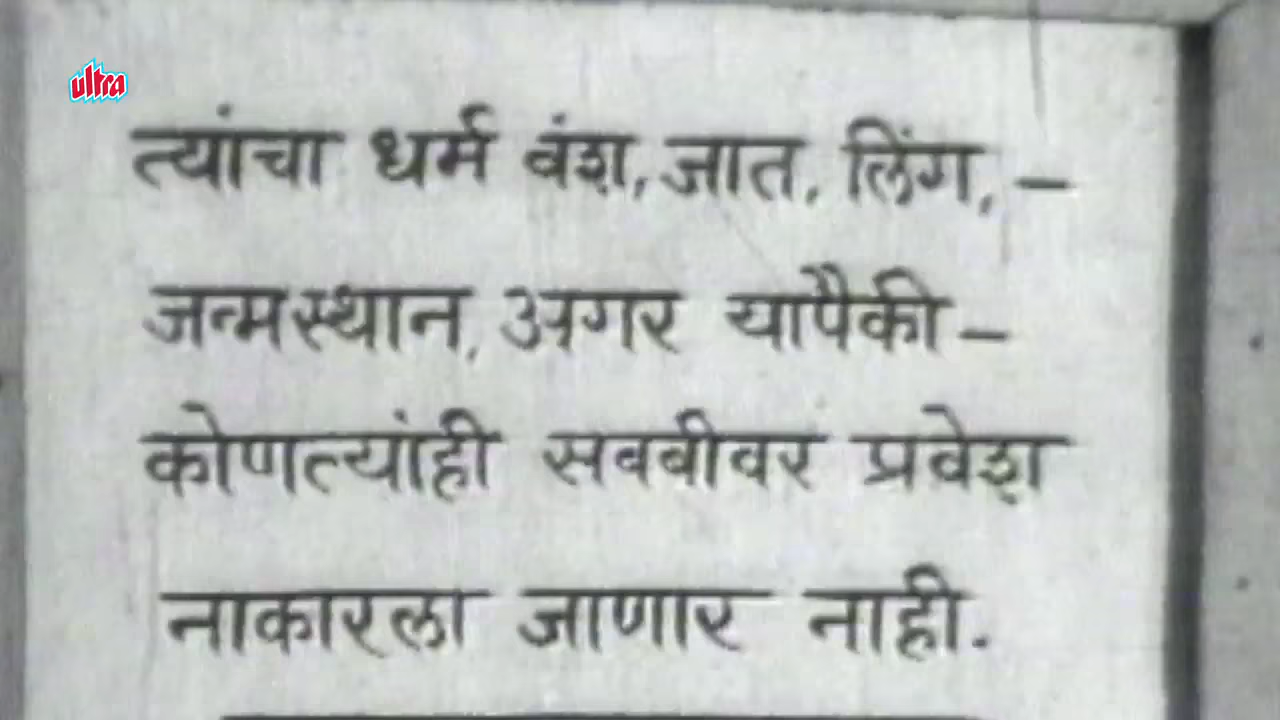 ultra
त्यांचा धर्म वंश, जात, लिंग, –
जन्मस्थान, अगर यापैकी –
कोणत्यांही सबबीवर प्रवेश
नाकारला जाणार नाही.